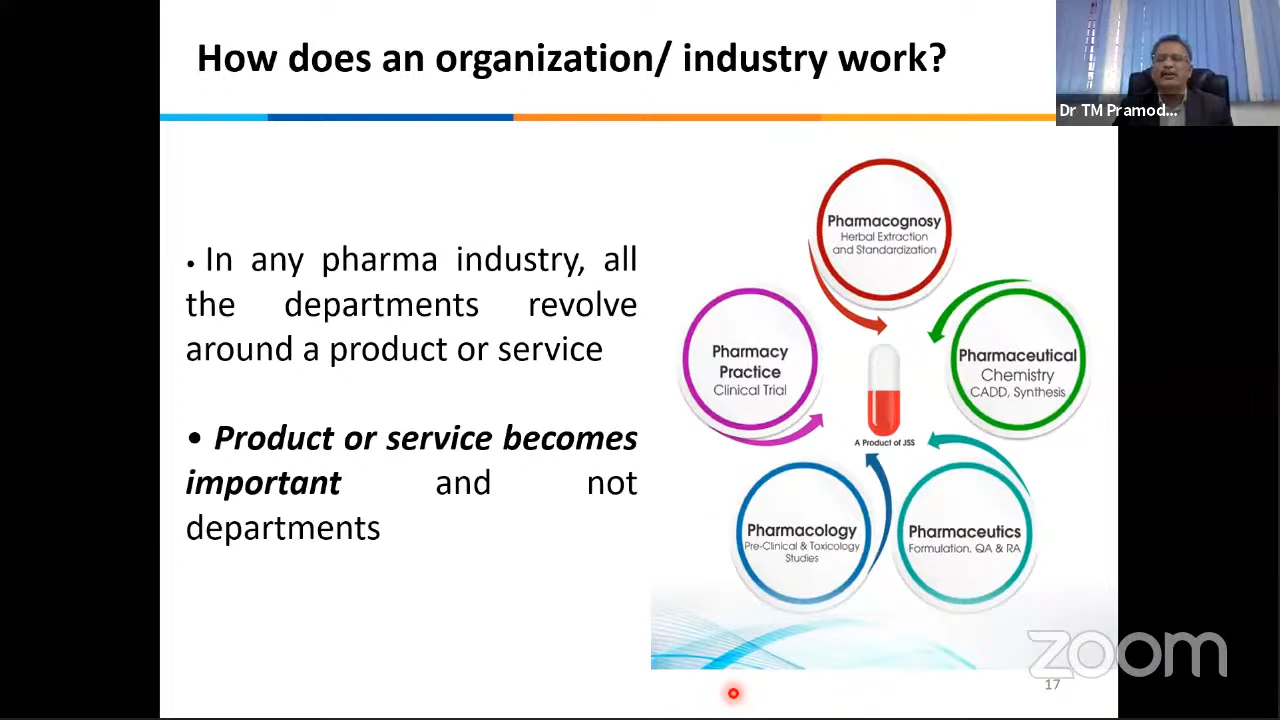 How does an organization/ industry work?
Dr TM Pramod...
• In any pharma industry, all
the departments revolve
around a product or service
• Product or service becomes
important and not
departments
Pharmacognosy
Herbal Extraction
and Standardization
Pharmacy
Practice
Clinical Trial
Pharmaceutical
Chemistry
CADD, Synthesis
A Product of JSS
Pharmacology
Pre-Clinical & Toxicology
Studies
Pharmaceutics
Formulation, QA & RA
zoom
17